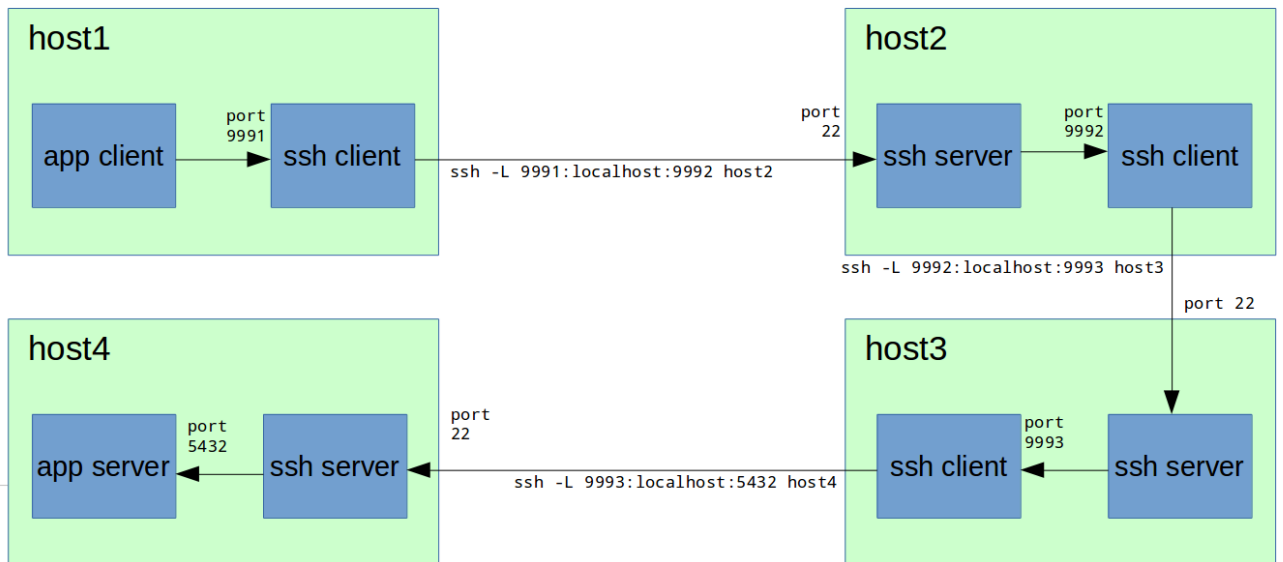 host1
app client
port
9991
ssh client
ssh -L 9991:localhost:9992 host2
host2
port
22
ssh server
port
9992
ssh client
ssh -L 9992:localhost:9993 host3
port 22
host3
ssh server
port
9993
ssh client
ssh -L 9993:localhost:5432 host4
host4
port
22
ssh server
port
5432
app server